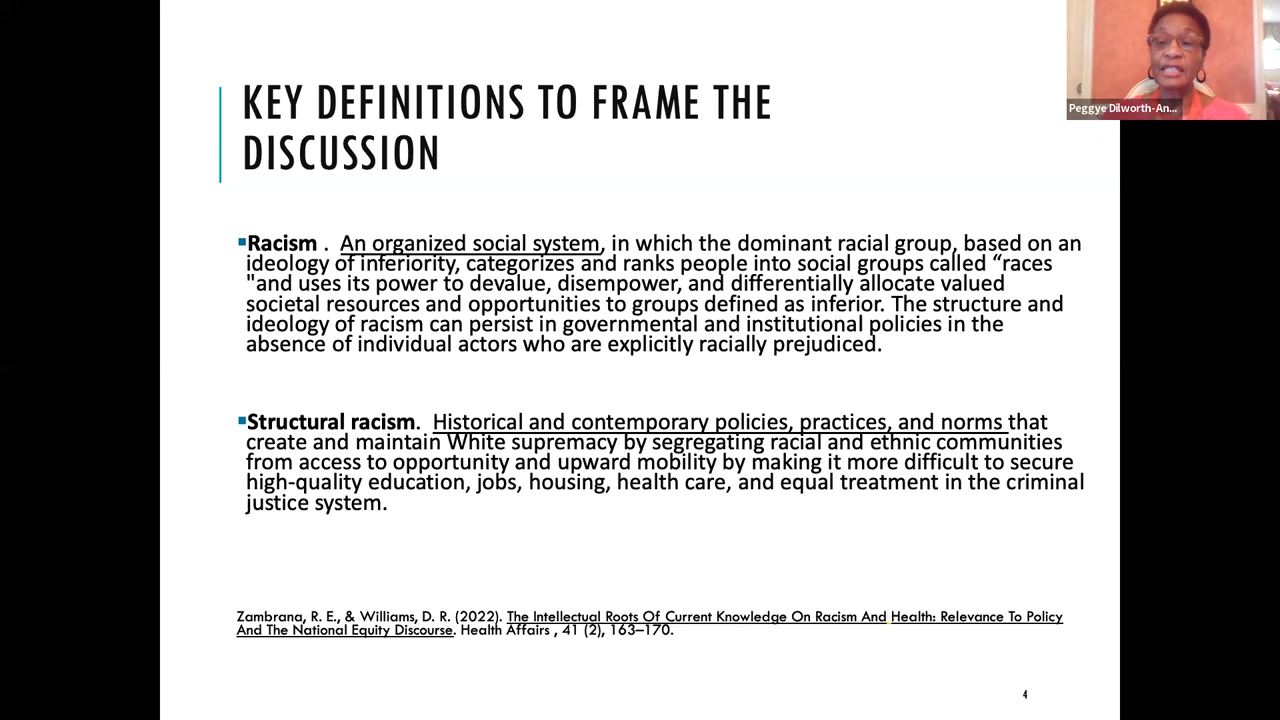 KEY DEFINITIONS TO FRAME THE
DISCUSSION
Peggye Dilworth-An...
▪Racism . An organized social system, in which the dominant racial group, based on an
ideology of inferiority, categorizes and ranks people into social groups called “races
"and uses its power to devalue, disempower, and differentially allocate valued
societal resources and opportunities to groups defined as inferior. The structure and
ideology of racism can persist in governmental and institutional policies in the
absence of individual actors who are explicitly racially prejudiced.
▪Structural racism. Historical and contemporary policies, practices, and norms that
create and maintain White supremacy by segregating racial and ethnic communities
from access to opportunity and upward mobility by making it more difficult to secure
high-quality education, jobs, housing, health care, and equal treatment in the criminal
justice system.
Zambrana, R. E., & Williams, D. R. (2022). The Intellectual Roots Of Current Knowledge On Racism And Health: Relevance To Policy
And The National Equity Discourse. Health Affairs , 41 (2), 163–170.
4